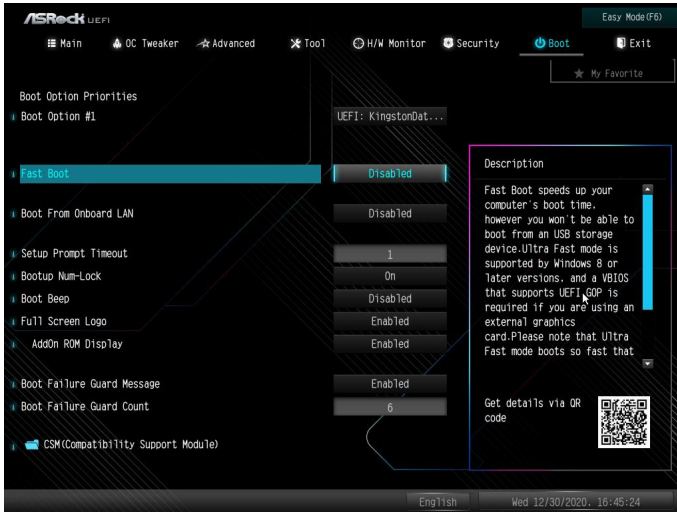 ASRock UEFI
Easy Mode(F6)
Main OC Tweaker Advanced Tool H/W Monitor Security Boot Exit
My Favorite
Boot Option Priorities
Boot Option #1 UEFI: KingstonDat...
Fast Boot Disabled
Boot From Onboard LAN Disabled
Setup Prompt Timeout 1
Bootup Num-Lock On
Boot Beep Disabled
Full Screen Logo Enabled
AddOn ROM Display Enabled
Boot Failure Guard Message Enabled
Boot Failure Guard Count 6
CSM(Compatibility Support Module)
Description
Fast Boot speeds up your
computer's boot time.
however you won't be able to
boot from an USB storage
device.Ultra Fast mode is
supported by Windows 8 or
later versions. and a VBIOS
that supports UEFI GOP is
required if you are using an
external graphics
card.Please note that Ultra
Fast mode boots so fast that
Get details via QR
code
English
Wed 12/30/2020. 16:45:24